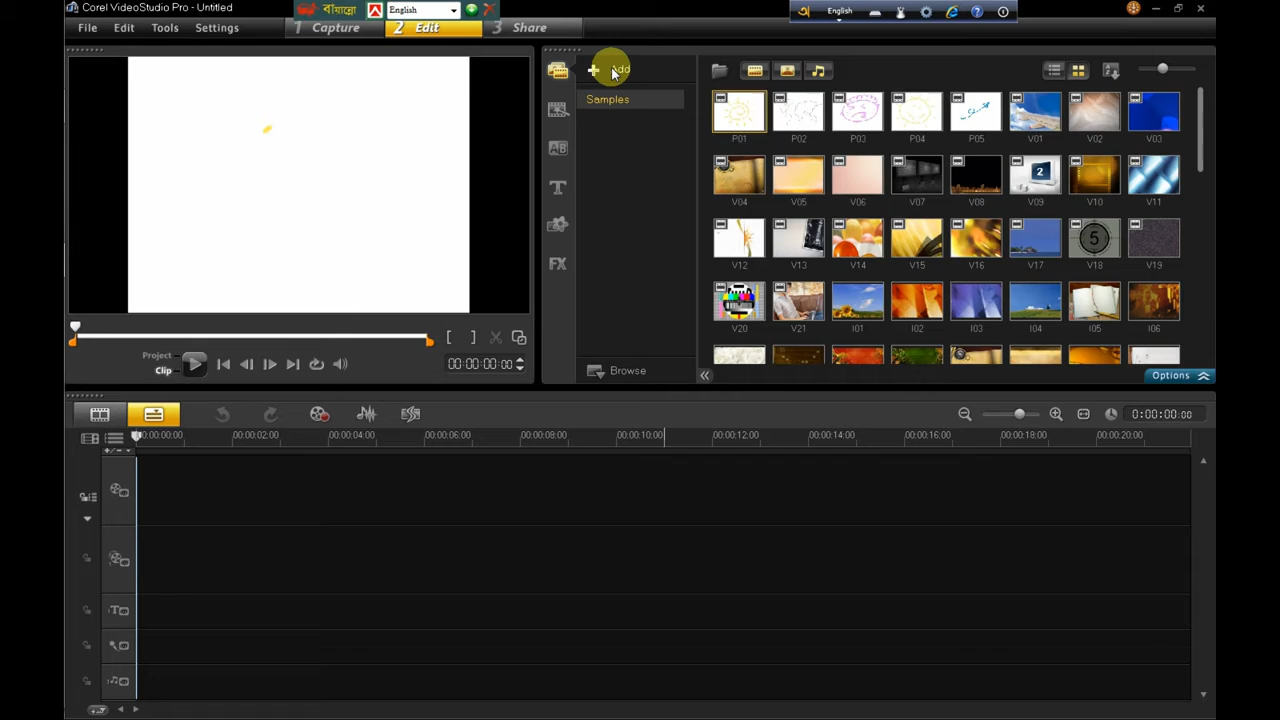 Corel VideoStudio Pro - Untitled
বায়ান্নো
English
English
File Edit Tools Settings
1 Capture 2 Edit 3 Share
Add
Samples
Browse
P01 P02 P03 P04 P05 V01 V02 V03
V04 V05 V06 V07 V08 V09 V10 V11
V12 V13 V14 V15 V16 V17 V18 V19
V20 V21 I01 I02 I03 I04 I05 I06
Options
Project
Clip
00:00:00:00
0:00:00:00
00:00:00:00 00:00:02:00 00:00:04:00 00:00:06:00 00:00:08:00 00:00:10:00 00:00:12:00 00:00:14:00 00:00:16:00 00:00:18:00 00:00:20:00